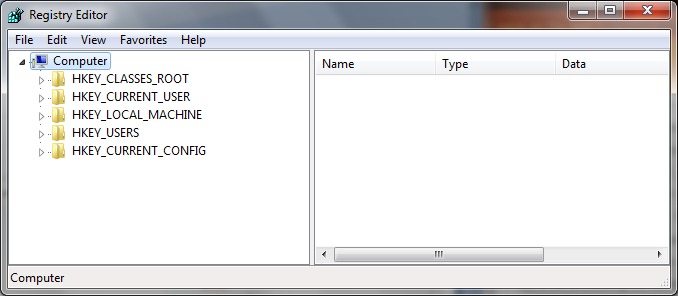 Registry Editor
File Edit View Favorites Help
Computer
HKEY_CLASSES_ROOT
HKEY_CURRENT_USER
HKEY_LOCAL_MACHINE
HKEY_USERS
HKEY_CURRENT_CONFIG
Name Type Data
Computer